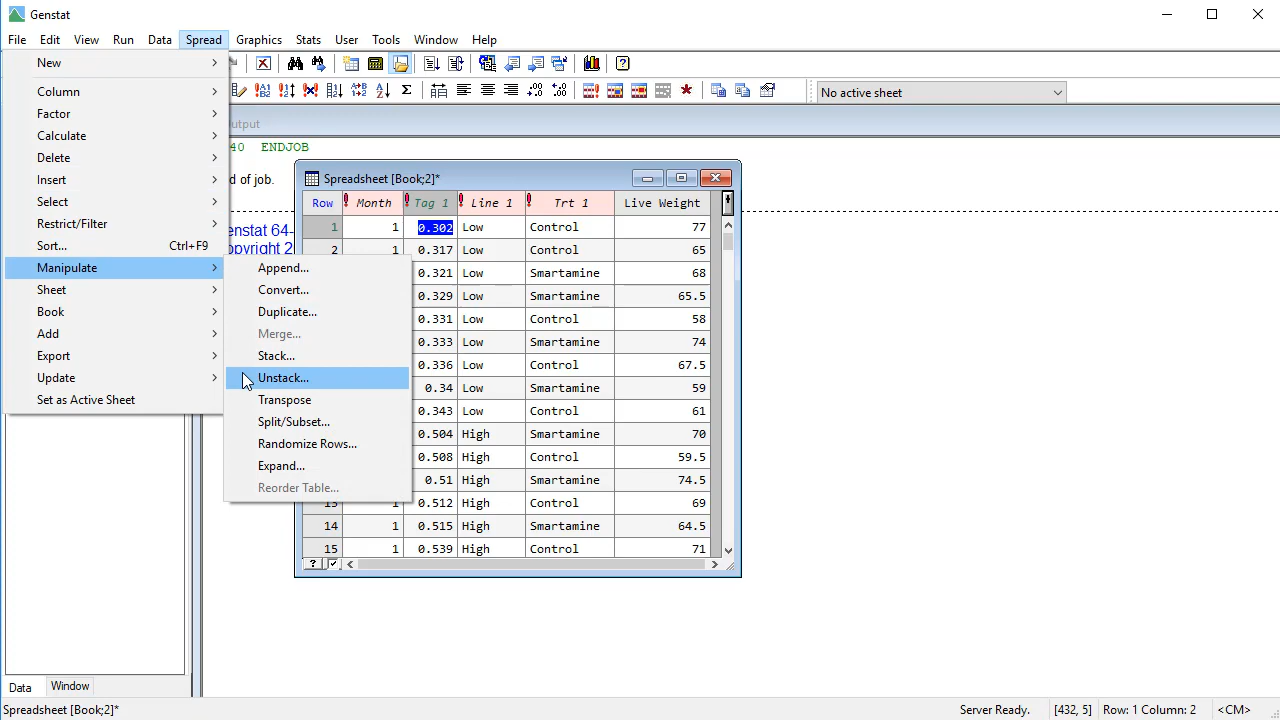 Genstat
File Edit View Run Data Spread Graphics Stats User Tools Window Help
No active sheet
New
Column
Factor
Calculate
Delete
Insert
Select
Restrict/Filter
Sort... Ctrl+F9
Manipulate
Sheet
Book
Add
Export
Update
Set as Active Sheet
Append...
Convert...
Duplicate...
Merge...
Stack...
Unstack...
Transpose
Split/Subset...
Randomize Rows...
Expand...
Reorder Table...
40 ENDJOB
d of job.
Spreadsheet [Book;2]*
Row Month Tag 1 Line 1 Trt 1 Live Weight
1 1 0.302 Low Control 77
2 1 0.317 Low Control 65
0.321 Low Smartamine 68
0.329 Low Smartamine 65.5
0.331 Low Control 58
0.333 Low Smartamine 74
0.336 Low Control 67.5
0.34 Low Smartamine 59
0.343 Low Control 61
0.504 High Smartamine 70
0.508 High Control 59.5
0.51 High Smartamine 74.5
13 1 0.512 High Control 69
14 1 0.515 High Smartamine 64.5
15 1 0.539 High Control 71
Data Window
Spreadsheet [Book;2]* Server Ready. [432, 5] Row: 1 Column: 2 <CM>